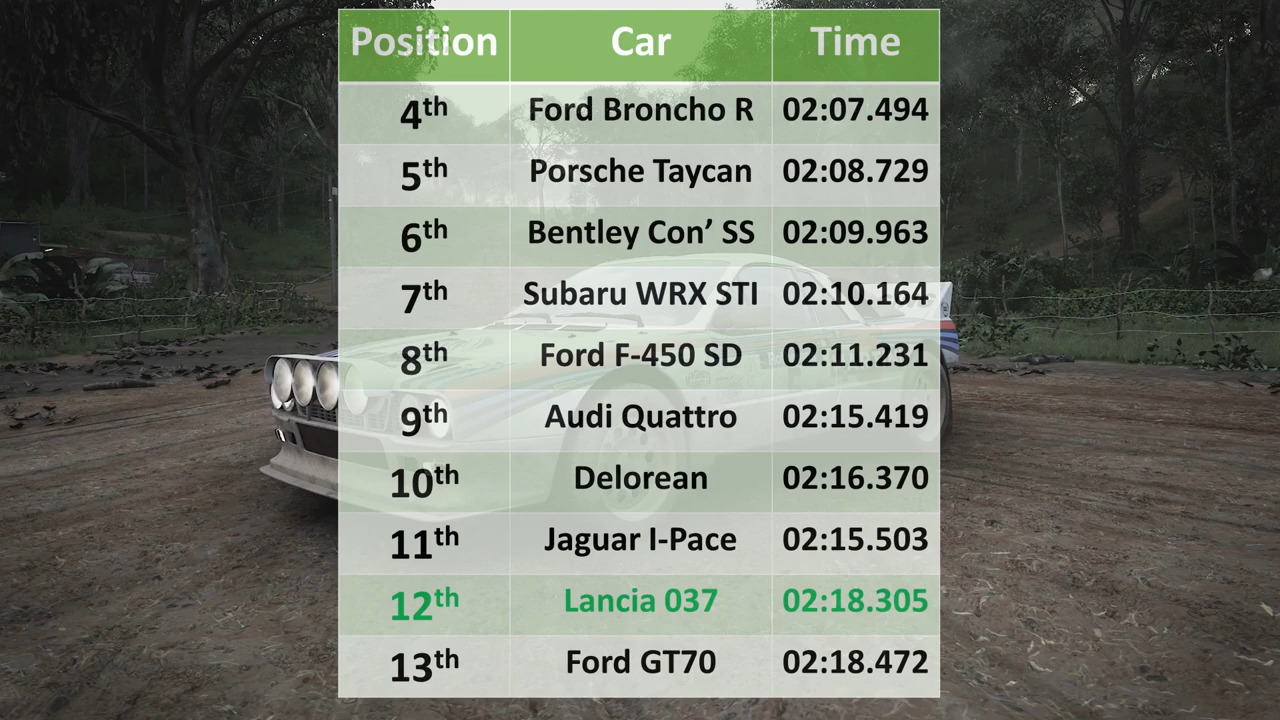 Position Car Time
4th Ford Broncho R 02:07.494
5th Porsche Taycan 02:08.729
6th Bentley Con’ SS 02:09.963
7th Subaru WRX STI 02:10.164
8th Ford F-450 SD 02:11.231
9th Audi Quattro 02:15.419
10th Delorean 02:16.370
11th Jaguar I-Pace 02:15.503
12th Lancia 037 02:18.305
13th Ford GT70 02:18.472